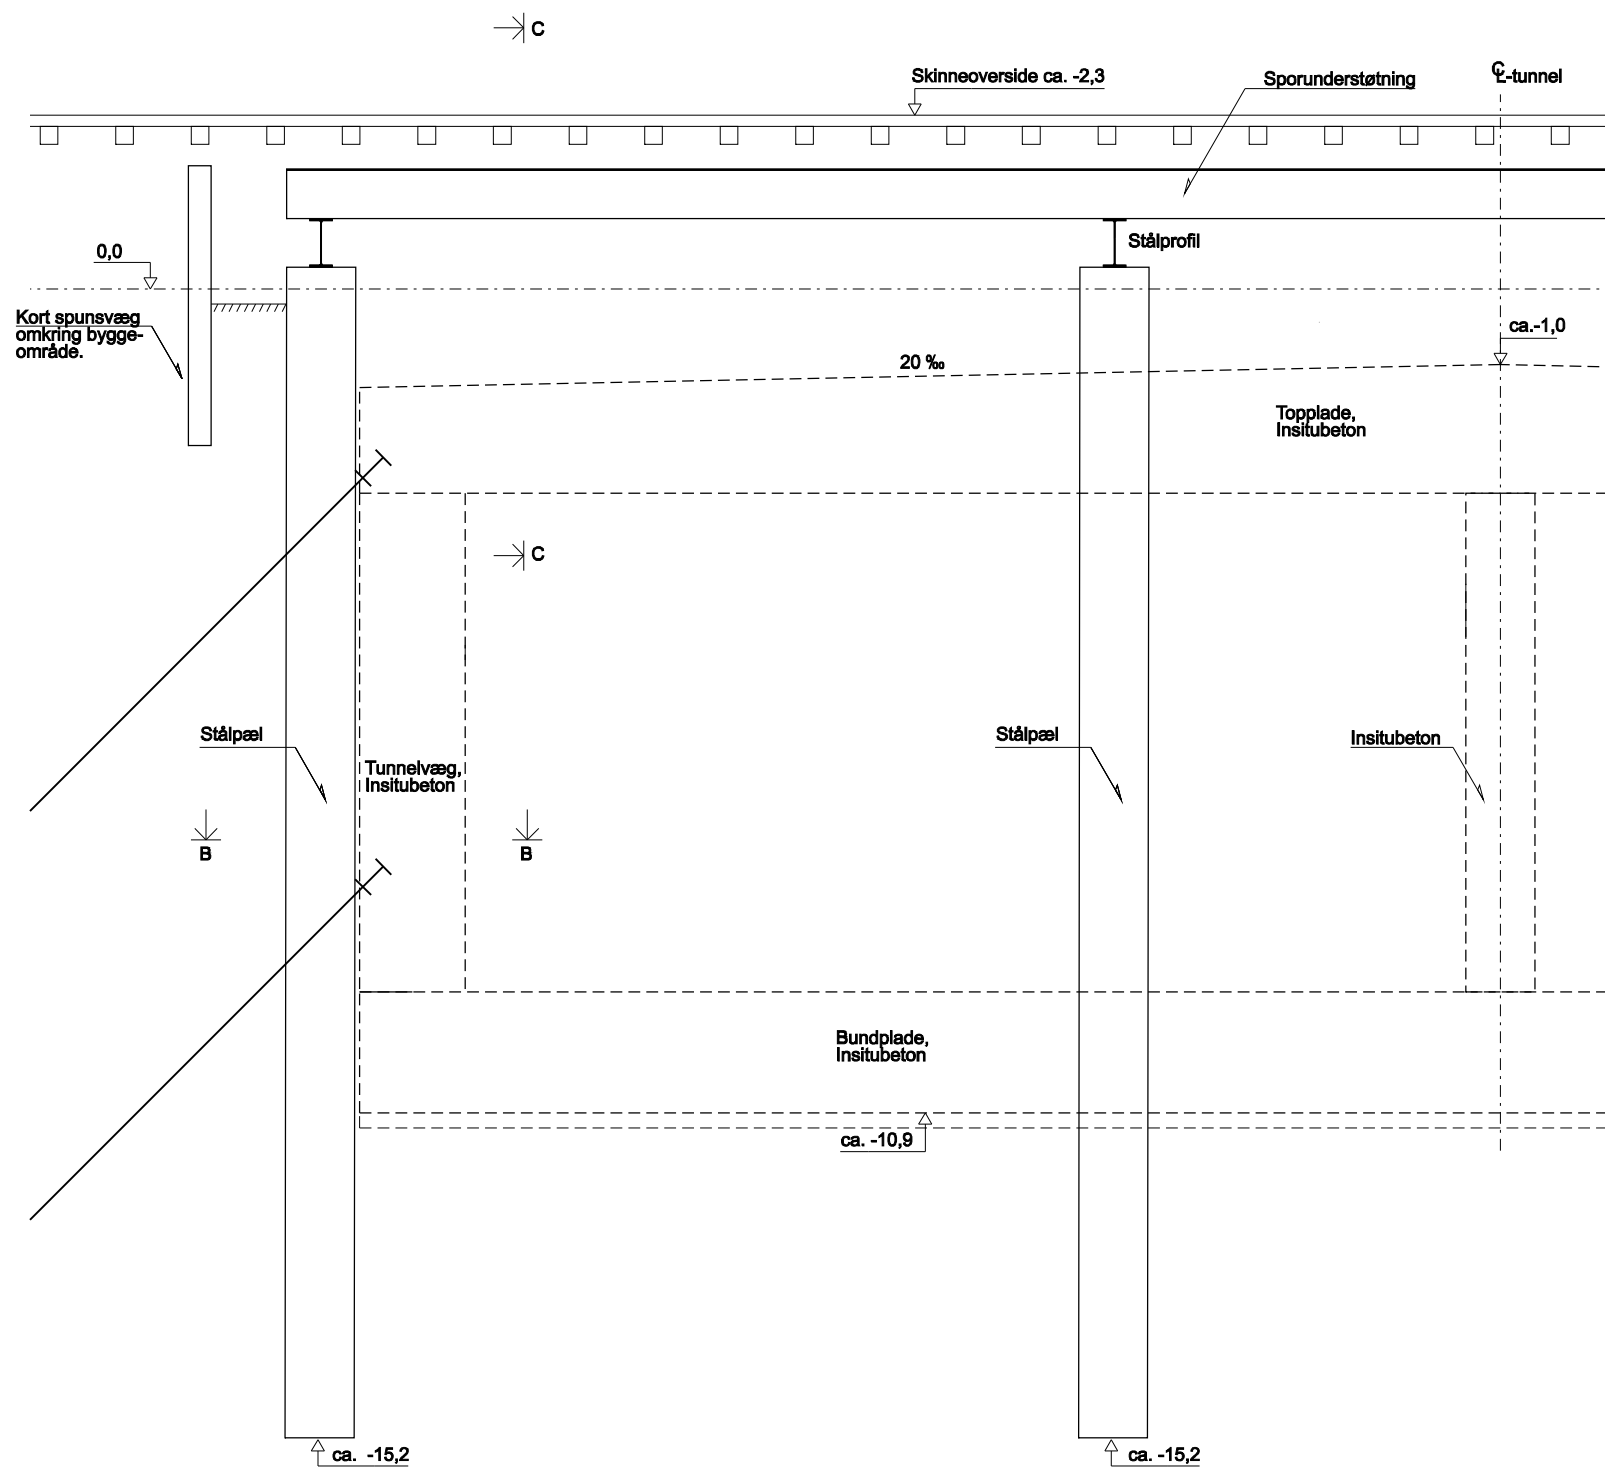 C
Skinneoverside ca. -2,3
Sporunderstøtning
℄-tunnel
0,0
Stålprofil
Kort spunsvæg
omkring bygge-
område.
ca.-1,0
20 ‰
Topplade,
Insitubeton
C
Stålpæl
Stålpæl
Insitubeton
Tunnelvæg,
Insitubeton
B
B
Bundplade,
Insitubeton
ca. -10,9
ca. -15,2
ca. -15,2